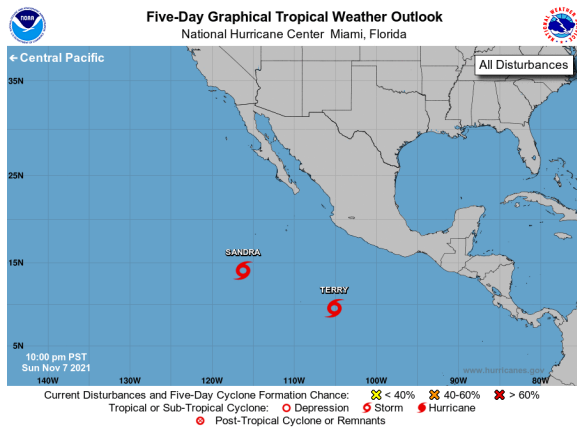 Five-Day Graphical Tropical Weather Outlook
National Hurricane Center Miami, Florida
Central Pacific
All Disturbances
35N
25N
SANDRA
15N
TERRY
5N
10:00 pm PST
Sun Nov 7 2021
www.hurricanes.gov
140W 130W 120W 110W 100W 90W 80W
Current Disturbances and Five-Day Cyclone Formation Chance: < 40% 40-60% > 60%
Tropical or Sub-Tropical Cyclone: Depression Storm Hurricane
Post-Tropical Cyclone or Remnants